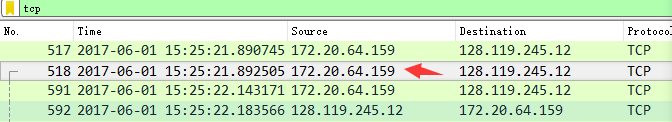 tcp
No. Time Source Destination Protoco
517 2017-06-01 15:25:21.890745 172.20.64.159 128.119.245.12 TCP
518 2017-06-01 15:25:21.892505 172.20.64.159 128.119.245.12 TCP
591 2017-06-01 15:25:22.143171 172.20.64.159 128.119.245.12 TCP
592 2017-06-01 15:25:22.183566 128.119.245.12 172.20.64.159 TCP